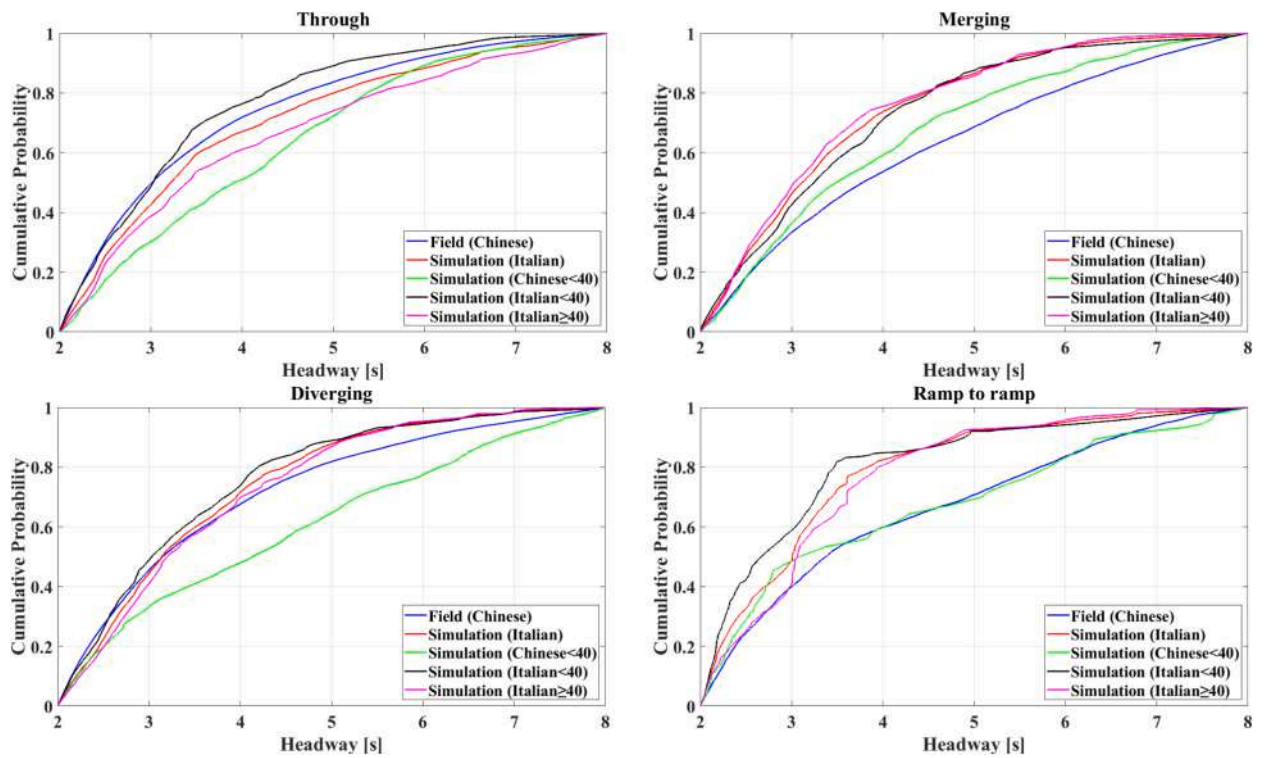 Through
Cumulative Probability
1
0.8
0.6
0.4
0.2
0
2 3 4 5 6 7 8
Headway [s]
Field (Chinese)
Simulation (Italian)
Simulation (Chinese<40)
Simulation (Italian<40)
Simulation (Italian≥40)
Merging
Cumulative Probability
1
0.8
0.6
0.4
0.2
0
2 3 4 5 6 7 8
Headway [s]
Field (Chinese)
Simulation (Italian)
Simulation (Chinese<40)
Simulation (Italian<40)
Simulation (Italian≥40)
Diverging
Cumulative Probability
1
0.8
0.6
0.4
0.2
0
2 3 4 5 6 7 8
Headway [s]
Field (Chinese)
Simulation (Italian)
Simulation (Chinese<40)
Simulation (Italian<40)
Simulation (Italian≥40)
Ramp to ramp
Cumulative Probability
1
0.8
0.6
0.4
0.2
0
2 3 4 5 6 7 8
Headway [s]
Field (Chinese)
Simulation (Italian)
Simulation (Chinese<40)
Simulation (Italian<40)
Simulation (Italian≥40)